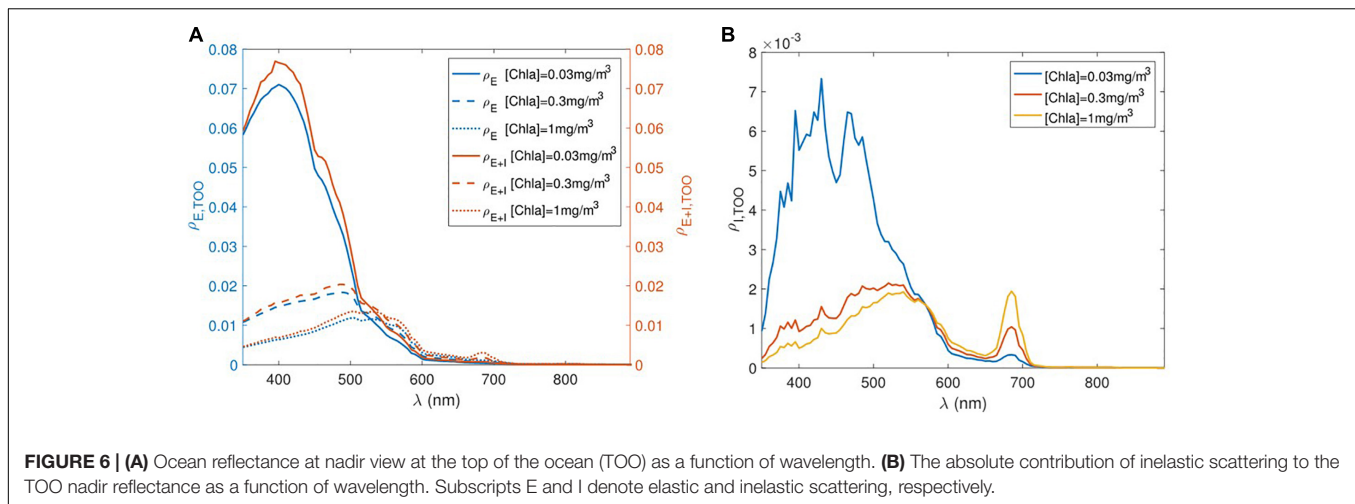 A
0.08
0.07
0.06
0.05
0.04
0.03
0.02
0.01
0
ρE,TOO
400
500
600
700
800
λ (nm)
0.08
0.07
0.06
0.05
0.04
0.03
0.02
0.01
0
ρE+I,TOO
ρE [Chla]=0.03mg/m³
ρE [Chla]=0.3mg/m³
ρE [Chla]=1mg/m³
ρE+I [Chla]=0.03mg/m³
ρE+I [Chla]=0.3mg/m³
ρE+I [Chla]=1mg/m³
B
×10⁻³
8
7
6
5
4
3
2
1
0
ρI,TOO
400
500
600
700
800
λ (nm)
[Chla]=0.03mg/m³
[Chla]=0.3mg/m³
[Chla]=1mg/m³
FIGURE 6 | (A) Ocean reflectance at nadir view at the top of the ocean (TOO) as a function of wavelength. (B) The absolute contribution of inelastic scattering to the
TOO nadir reflectance as a function of wavelength. Subscripts E and I denote elastic and inelastic scattering, respectively.